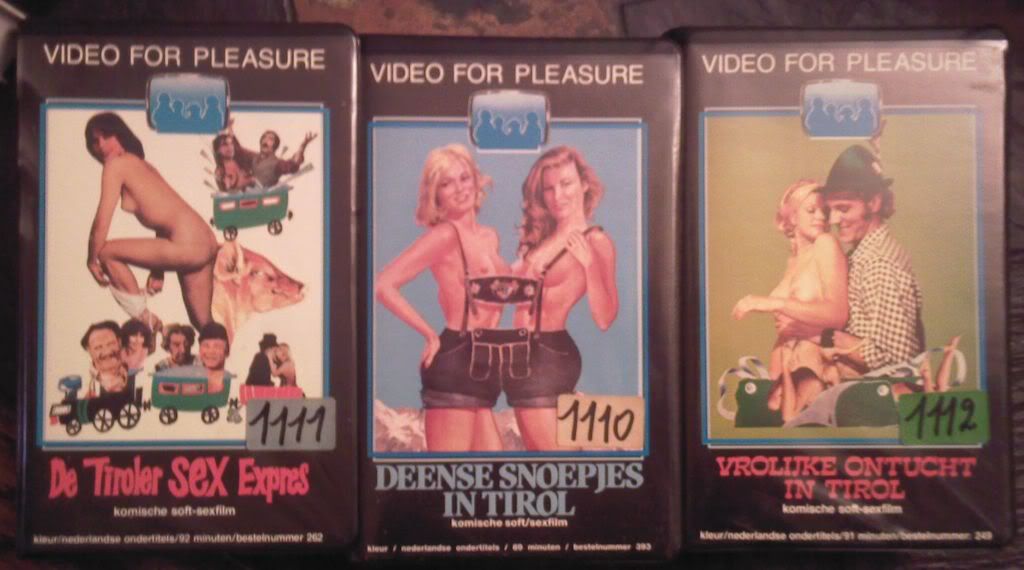 VIDEO FOR PLEASURE
1111
De Tiroler SEX Expres
komische soft-sexfilm
kleur/nederlandse ondertitels/92 minuten/bestelnummer 262
VIDEO FOR PLEASURE
1110
DEENSE SNOEPJES
IN TIROL
komische soft/sexfilm
kleur / nederlandse ondertitels / 89 minuten / bestelnummer 393
VIDEO FOR PLEASURE
1112
VROLIJKE ONTUCHT
IN TIROL
komische soft-sexfilm
kleur/nederlandse ondertitels/91 minuten/bestelnummer: 249